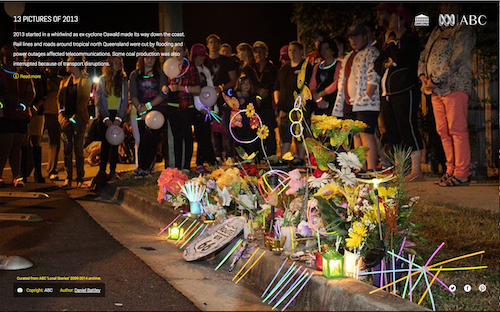 13 PICTURES OF 2013
ABC
2013 started in a whirlwind as ex-cyclone Oswald made its way down the coast.
Rail lines and roads around tropical north Queensland were cut by flooding and
power outages affected telecommunications. Some coal production was also
interrupted because of transport disruptions.
Read more
Curated from ABC 'Local Stories' 2009-2014 archive.
Copyright: ABC Author: Daniel Battley